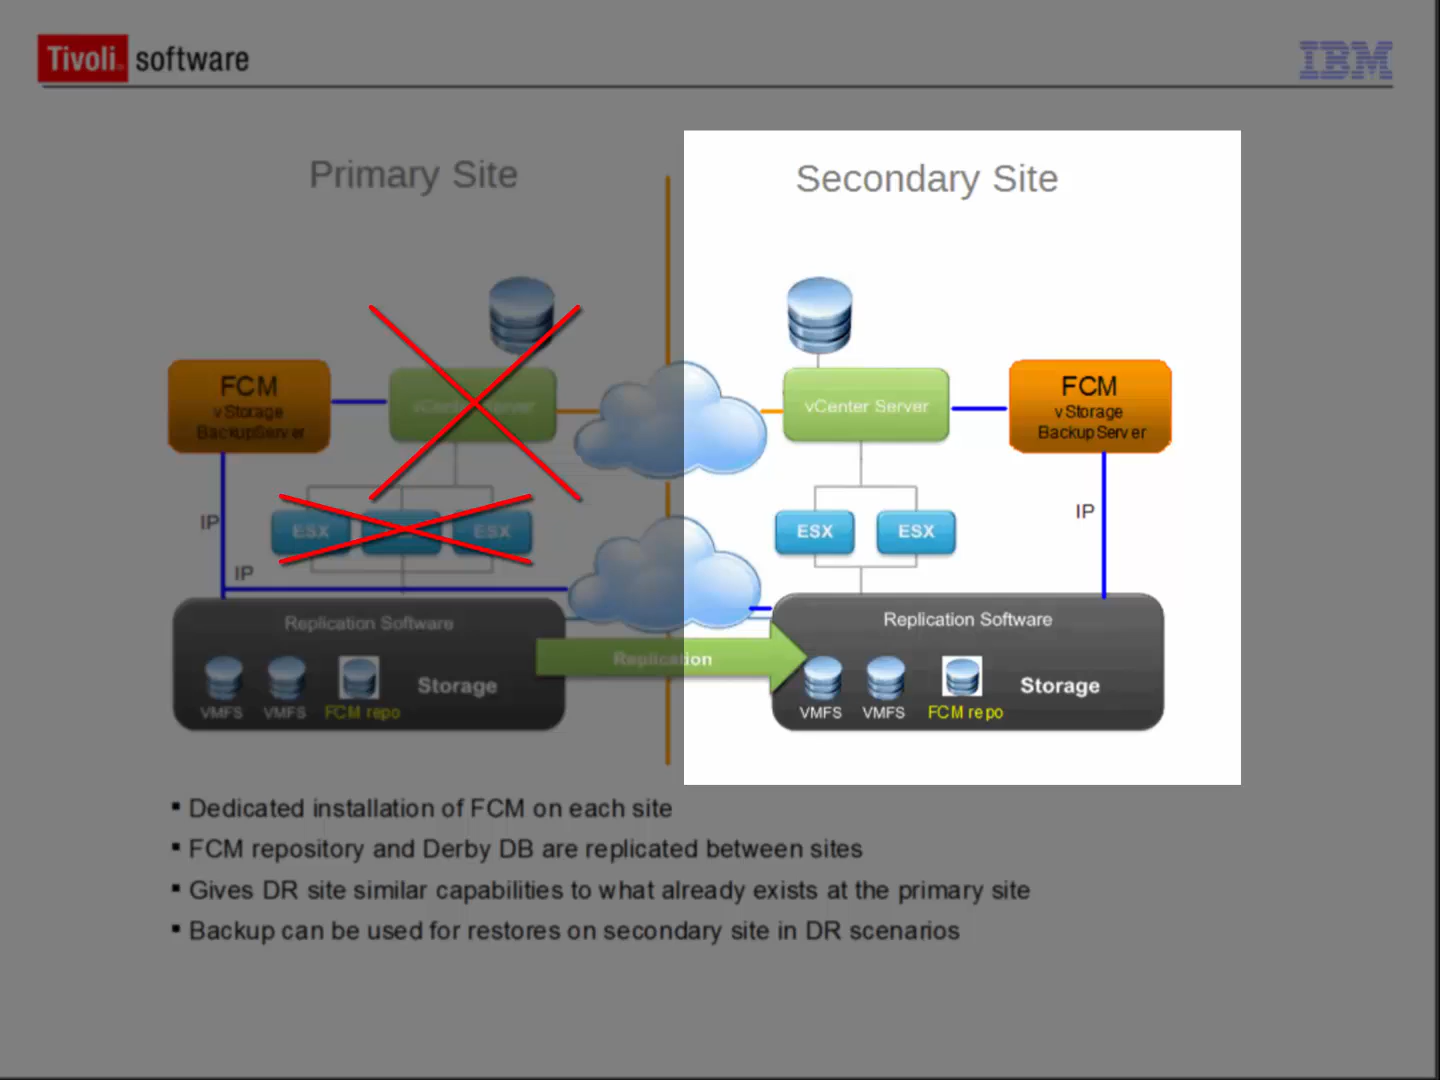 Tivoli software
IBM
Primary Site
Secondary Site
FCM
vStorage
BackupServer
vCenter Server
vCenter Server
FCM
vStorage
BackupServer
IP
ESX
ESX
ESX
ESX
IP
IP
Replication Software
Replication Software
Replication
VMFS
VMFS
FCM repo
Storage
VMFS
VMFS
FCM repo
Storage
▪ Dedicated installation of FCM on each site
▪ FCM repository and Derby DB are replicated between sites
▪ Gives DR site similar capabilities to what already exists at the primary site
▪ Backup can be used for restores on secondary site in DR scenarios